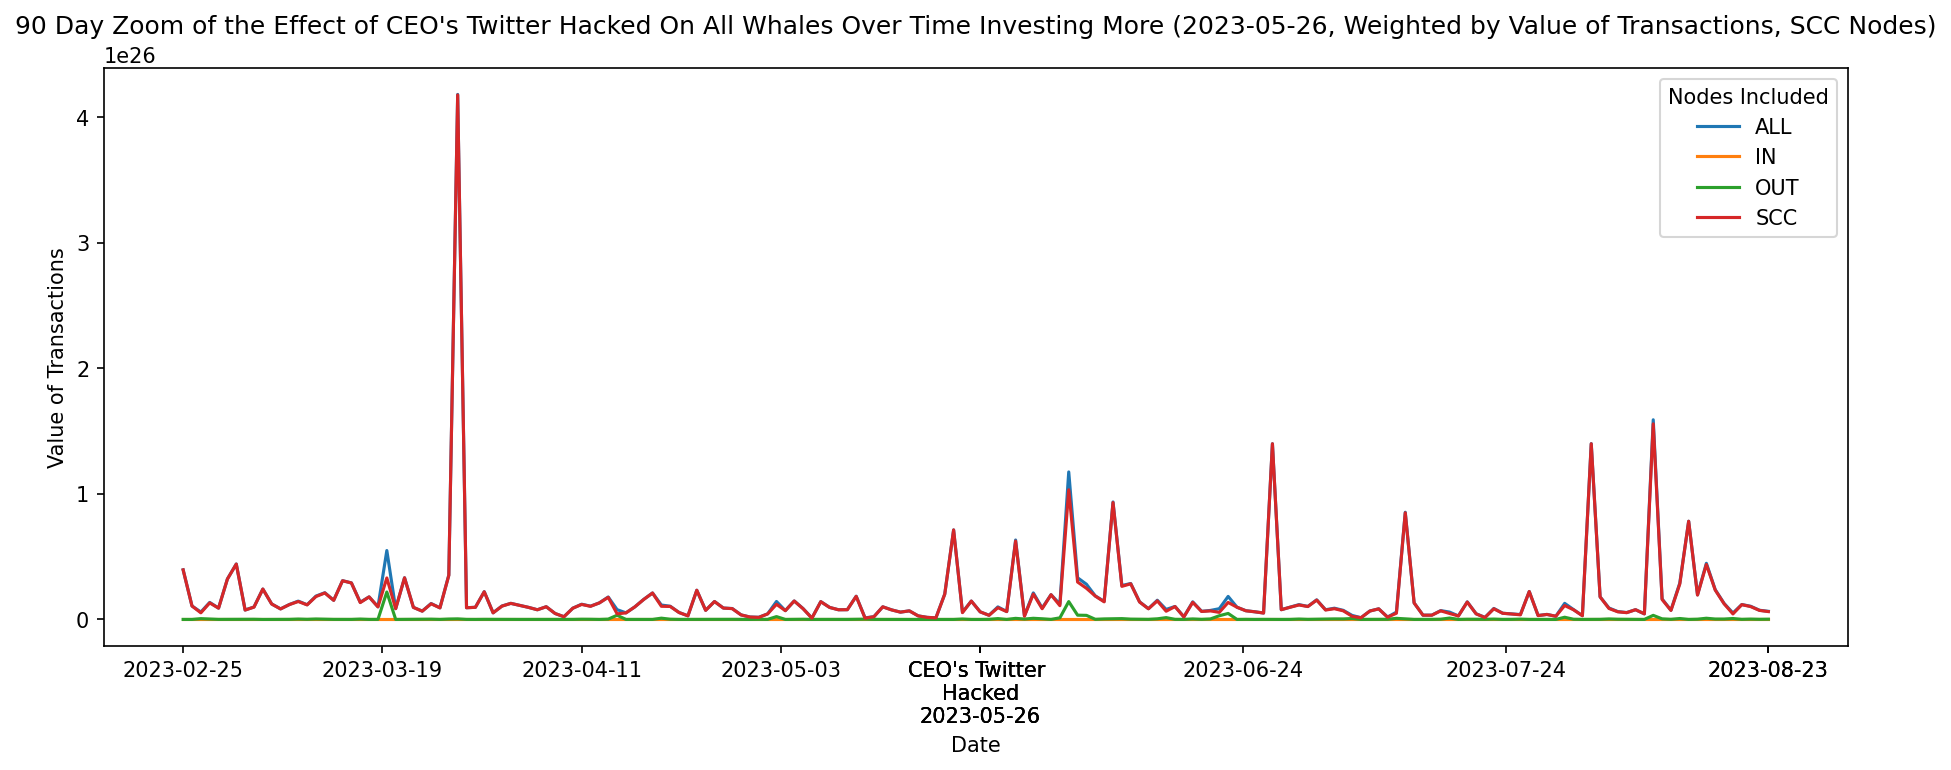 90 Day Zoom of the Effect of CEO's Twitter Hacked On All Whales Over Time Investing More (2023-05-26, Weighted by Value of Transactions, SCC Nodes)
1e26
4
3
2
1
0
Value of Transactions
Nodes Included
ALL
IN
OUT
SCC
2023-02-25
2023-03-19
2023-04-11
2023-05-03
CEO's Twitter
Hacked
2023-05-26
2023-06-24
2023-07-24
2023-08-23
Date